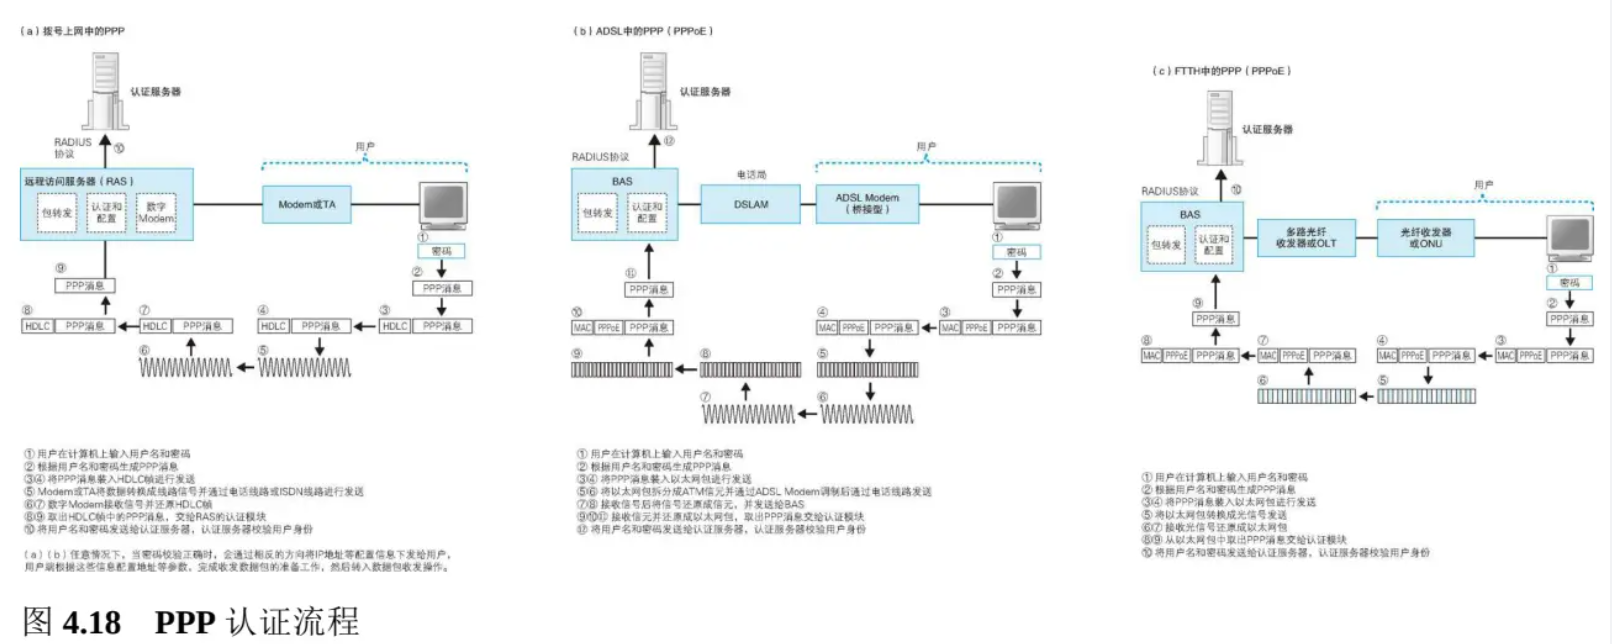 (a)拨号上网中的PPP
认证服务器
RADIUS
协议
⑩
用户
远程访问服务器(RAS)
包转发
认证和
配置
数字
Modem
Modem或TA
①
密码
②
PPP消息
⑨
PPP消息
⑧
HDLC PPP消息
⑦
HDLC PPP消息
④
HDLC PPP消息
③
HDLC PPP消息
⑥
⑤
①用户在计算机上输入用户名和密码
②根据用户名和密码生成PPP消息
③④将PPP消息装入HDLC帧进行发送
⑤Modem或TA将数据转换成线路信号并通过电话线路或ISDN线路进行发送
⑥⑦数字Modem接收信号并还原HDLC帧
⑧⑨取出HDLC帧中的PPP消息，交给RAS的认证模块
⑩将用户名和密码发送给认证服务器，认证服务器校验用户身份
(a)(b)任意情况下，当密码校验正确时，会通过相反的方向将IP地址等配置信息下发给用户，
用户端根据这些信息配置地址等参数，完成收发数据包的准备工作，然后转入数据包收发操作。
(b)ADSL中的PPP(PPPoE)
认证服务器
RADIUS协议
⑫
用户
BAS
包转发
认证和
配置
电话局
DSLAM
ADSL Modem
(桥接型)
①
密码
②
PPP消息
⑪
PPP消息
⑩
MAC PPPoE PPP消息
④
MAC PPPoE PPP消息
③
MAC PPPoE PPP消息
⑨
⑧
⑤
⑦
⑥
①用户在计算机上输入用户名和密码
②根据用户名和密码生成PPP消息
③④将PPP消息装入以太网包进行发送
⑤⑥将以太网包拆分成ATM信元并通过ADSL Modem调制后通过电话线路发送
⑦⑧接收信号后将信号还原成信元，并发送给BAS
⑨⑩⑪接收信元并还原成以太网包，取出PPP消息交给认证模块
⑫将用户名和密码发送给认证服务器，认证服务器校验用户身份
(c)FTTH中的PPP(PPPoE)
认证服务器
RADIUS协议
⑩
用户
BAS
包转发
认证和
配置
多路光纤
收发器或OLT
光纤收发器
或ONU
①
密码
②
PPP消息
⑨
PPP消息
⑧
MAC PPPoE PPP消息
⑦
MAC PPPoE PPP消息
④
MAC PPPoE PPP消息
③
MAC PPPoE PPP消息
⑥
⑤
①用户在计算机上输入用户名和密码
②根据用户名和密码生成PPP消息
③④将PPP消息装入以太网包进行发送
⑤将以太网包转换成光信号发送
⑥⑦接收光信号还原成以太网包
⑧⑨从以太网包中取出PPP消息交给认证模块
⑩将用户名和密码发送给认证服务器，认证服务器校验用户身份
图 4.18 PPP 认证流程